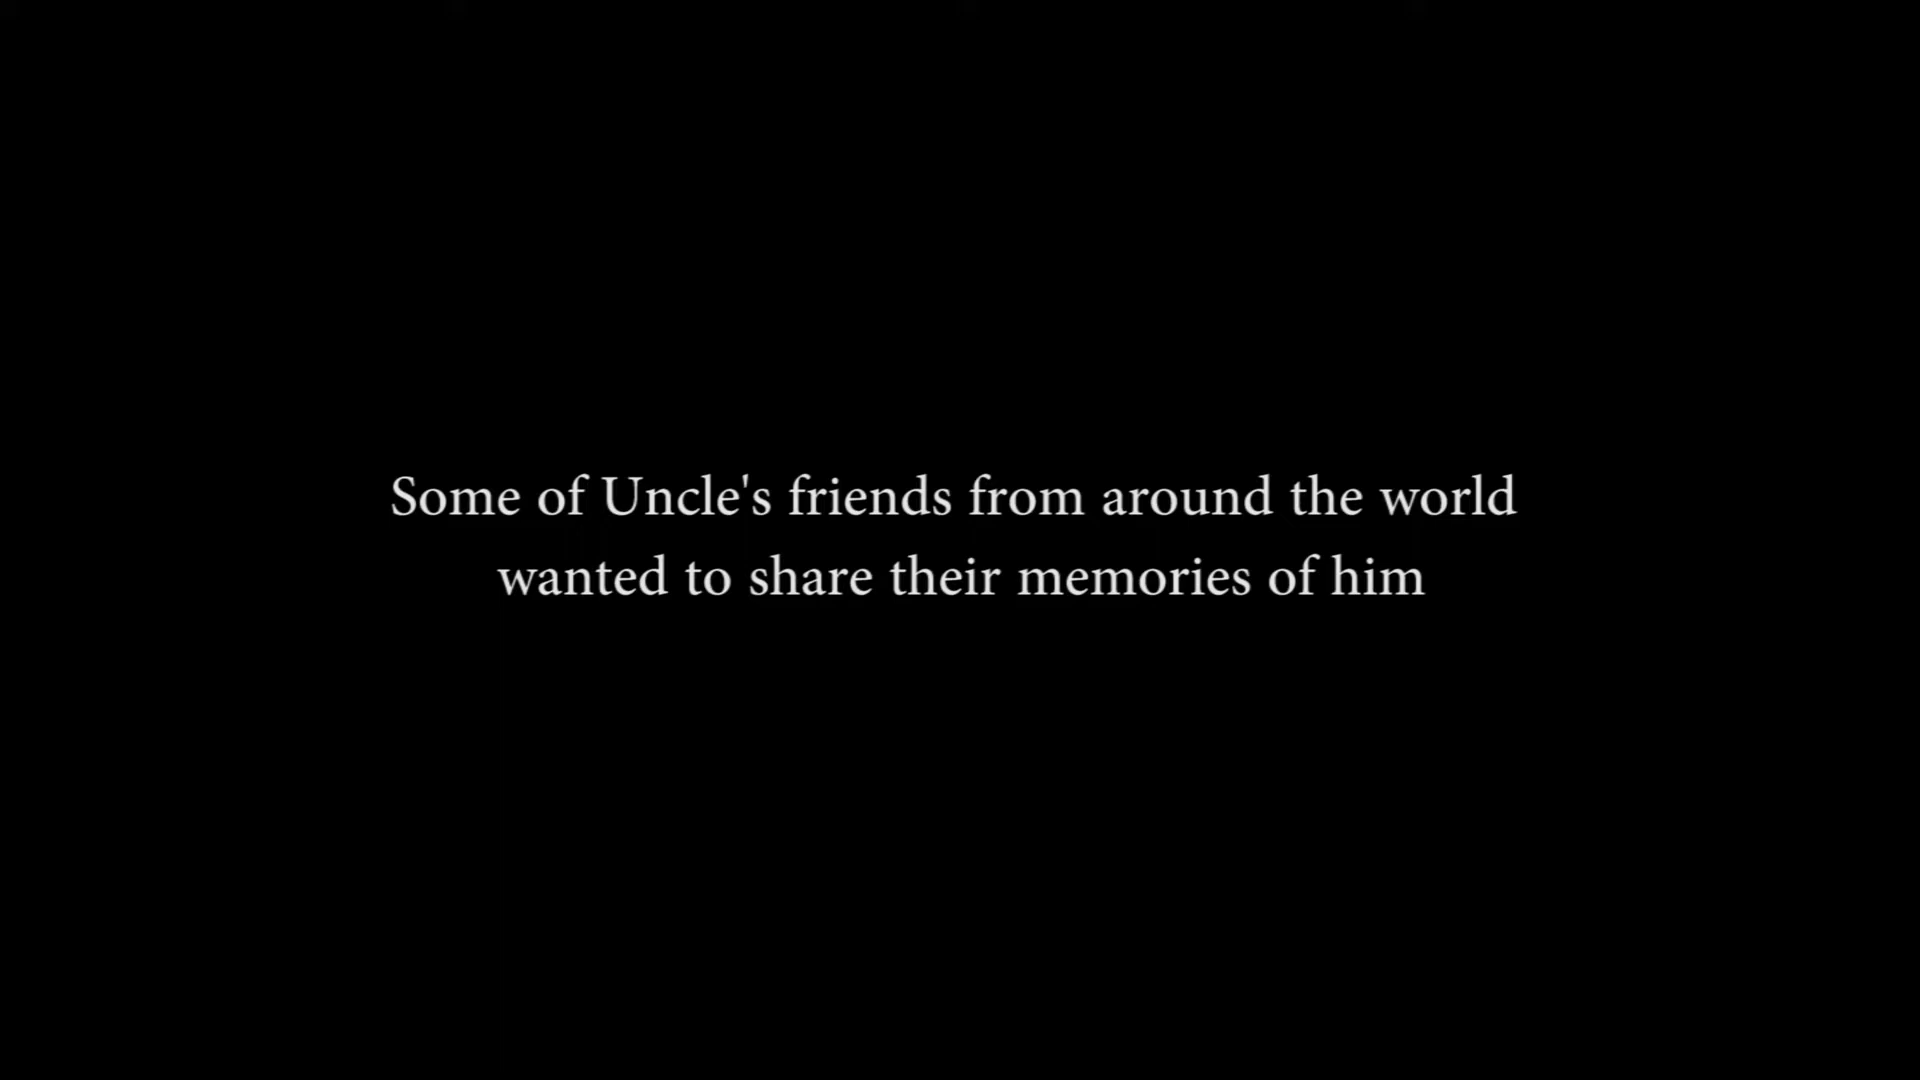 Some of Uncle's friends from around the world
wanted to share their memories of him